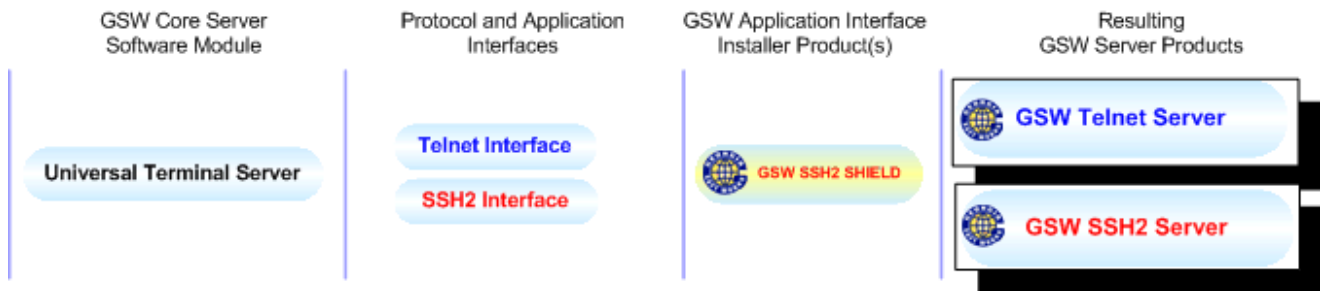 GSW Core Server
Software Module
Protocol and Application
Interfaces
GSW Application Interface
Installer Product(s)
Resulting
GSW Server Products
Universal Terminal Server
Telnet Interface
SSH2 Interface
GSW SSH2 SHIELD
GSW Telnet Server
GSW SSH2 Server